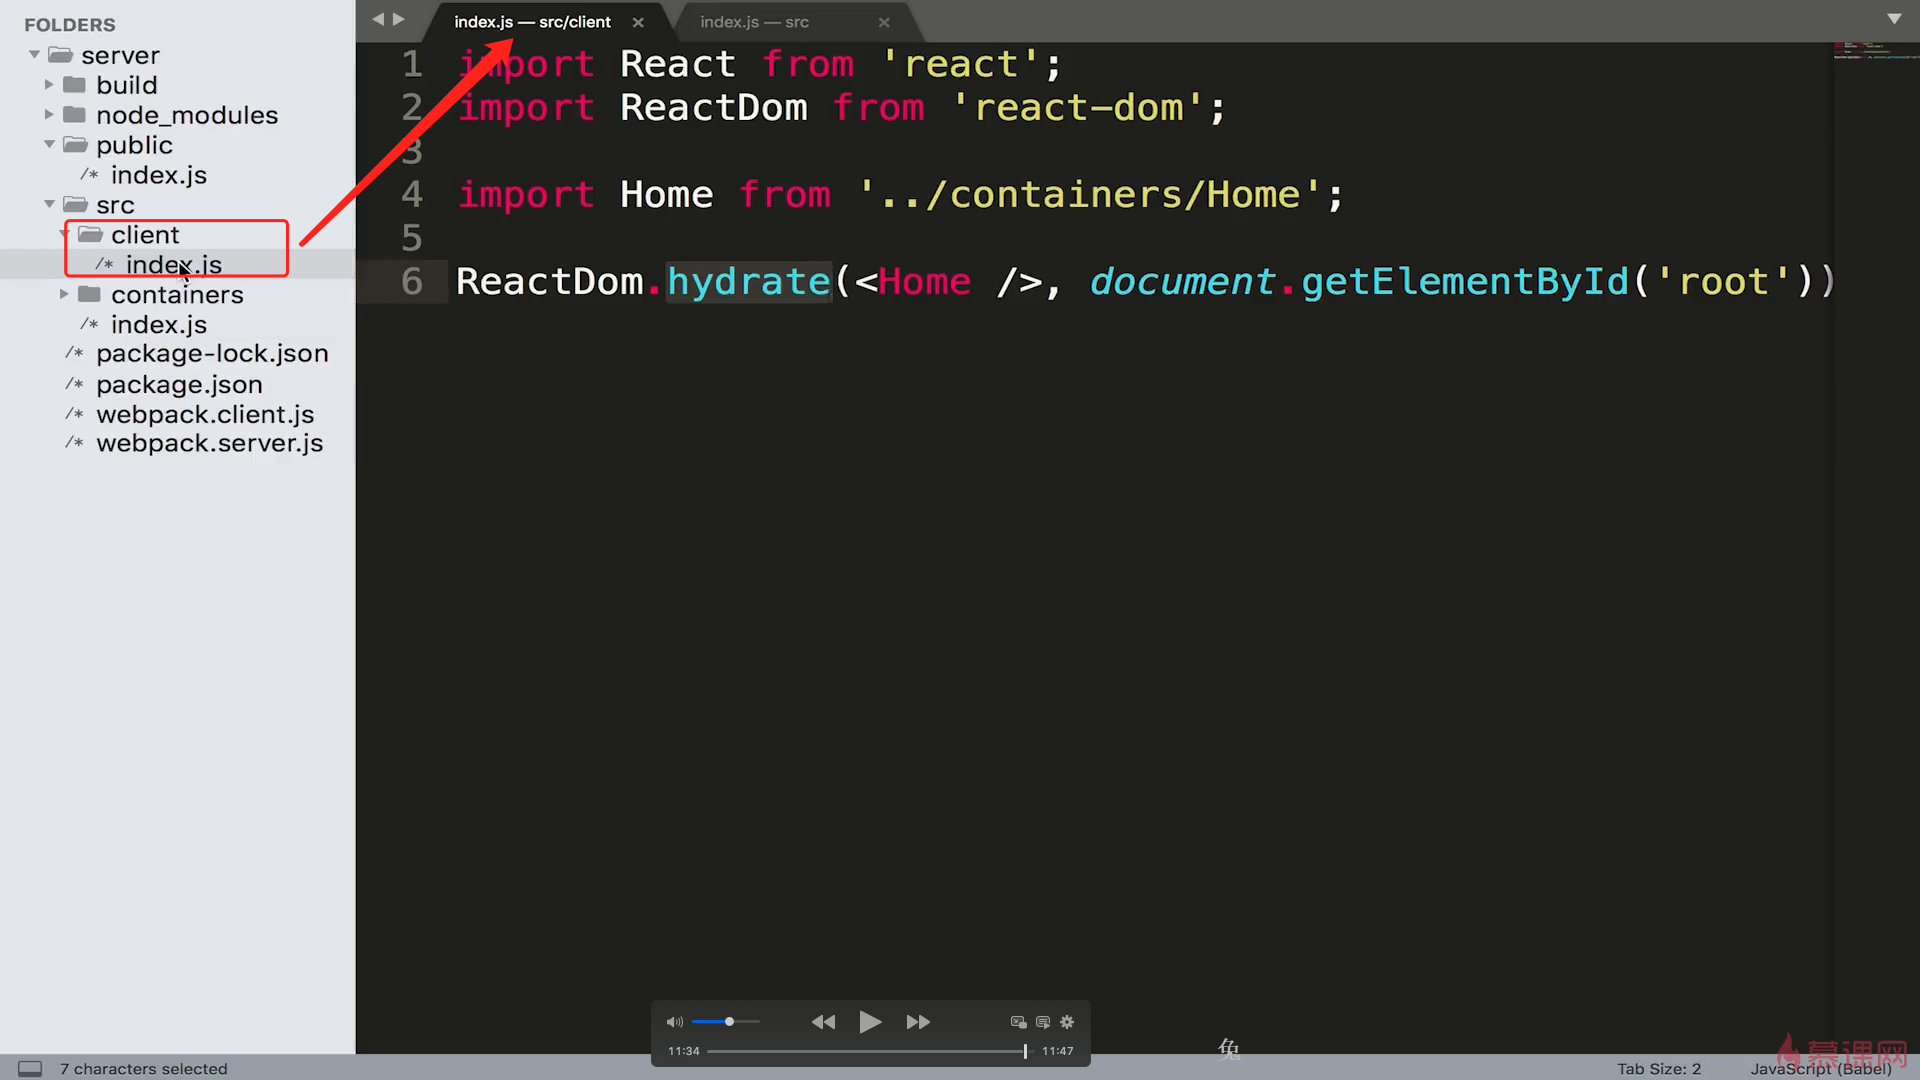 FOLDERS
server
build
node_modules
public
/* index.js
src
client
/* index.js
containers
/* index.js
/* package-lock.json
/* package.json
/* webpack.client.js
/* webpack.server.js
index.js — src/client ×
index.js — src ×
1 import React from 'react';
2 import ReactDom from 'react-dom';
3
4 import Home from '../containers/Home';
5
6 ReactDom.hydrate(<Home />, document.getElementById('root'))
11:34
11:47
兔
慕课网
7 characters selected
Tab Size: 2
JavaScript (Babel)